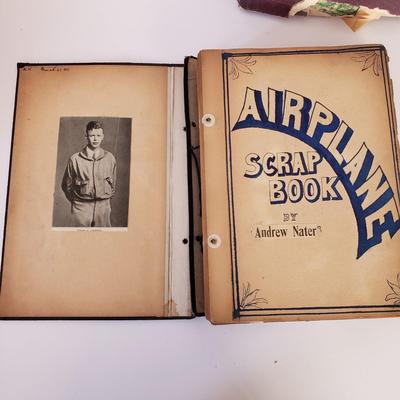 AIRPLANE
SCRAP
BOOK
BY
Andrew Nater